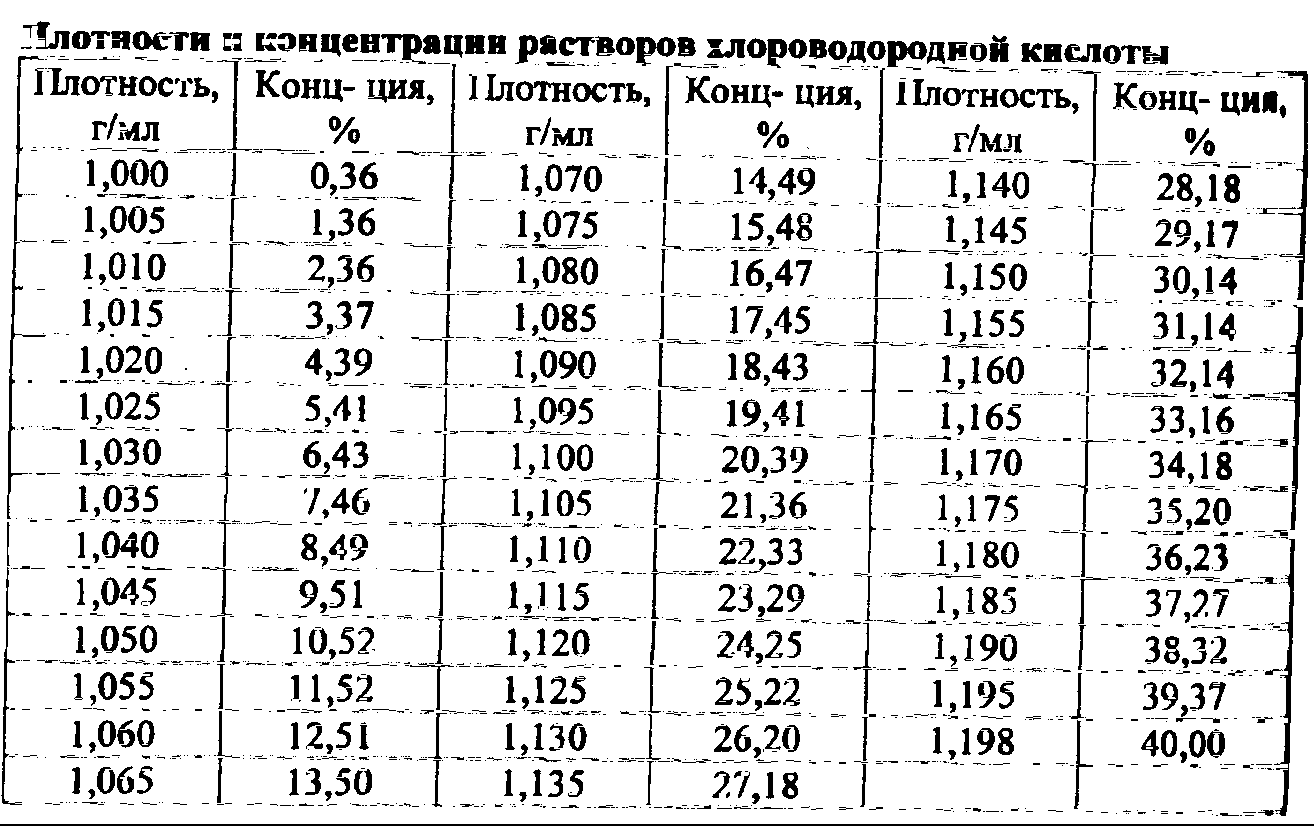 Плотности и концентрации растворов хлороводородной кислоты
Плотность, Конц- ция, Плотность, Конц- ция, Плотность, Конц- ция,
г/мл % г/мл % г/мл %
1,000 0,36 1,070 14,49 1,140 28,18
1,005 1,36 1,075 15,48 1,145 29,17
1,010 2,36 1,080 16,47 1,150 30,14
1,015 3,37 1,085 17,45 1,155 31,14
1,020 4,39 1,090 18,43 1,160 32,14
1,025 5,41 1,095 19,41 1,165 33,16
1,030 6,43 1,100 20,39 1,170 34,18
1,035 7,46 1,105 21,36 1,175 35,20
1,040 8,49 1,110 22,33 1,180 36,23
1,045 9,51 1,115 23,29 1,185 37,27
1,050 10,52 1,120 24,25 1,190 38,32
1,055 11,52 1,125 25,22 1,195 39,37
1,060 12,51 1,130 26,20 1,198 40,00
1,065 13,50 1,135 27,18